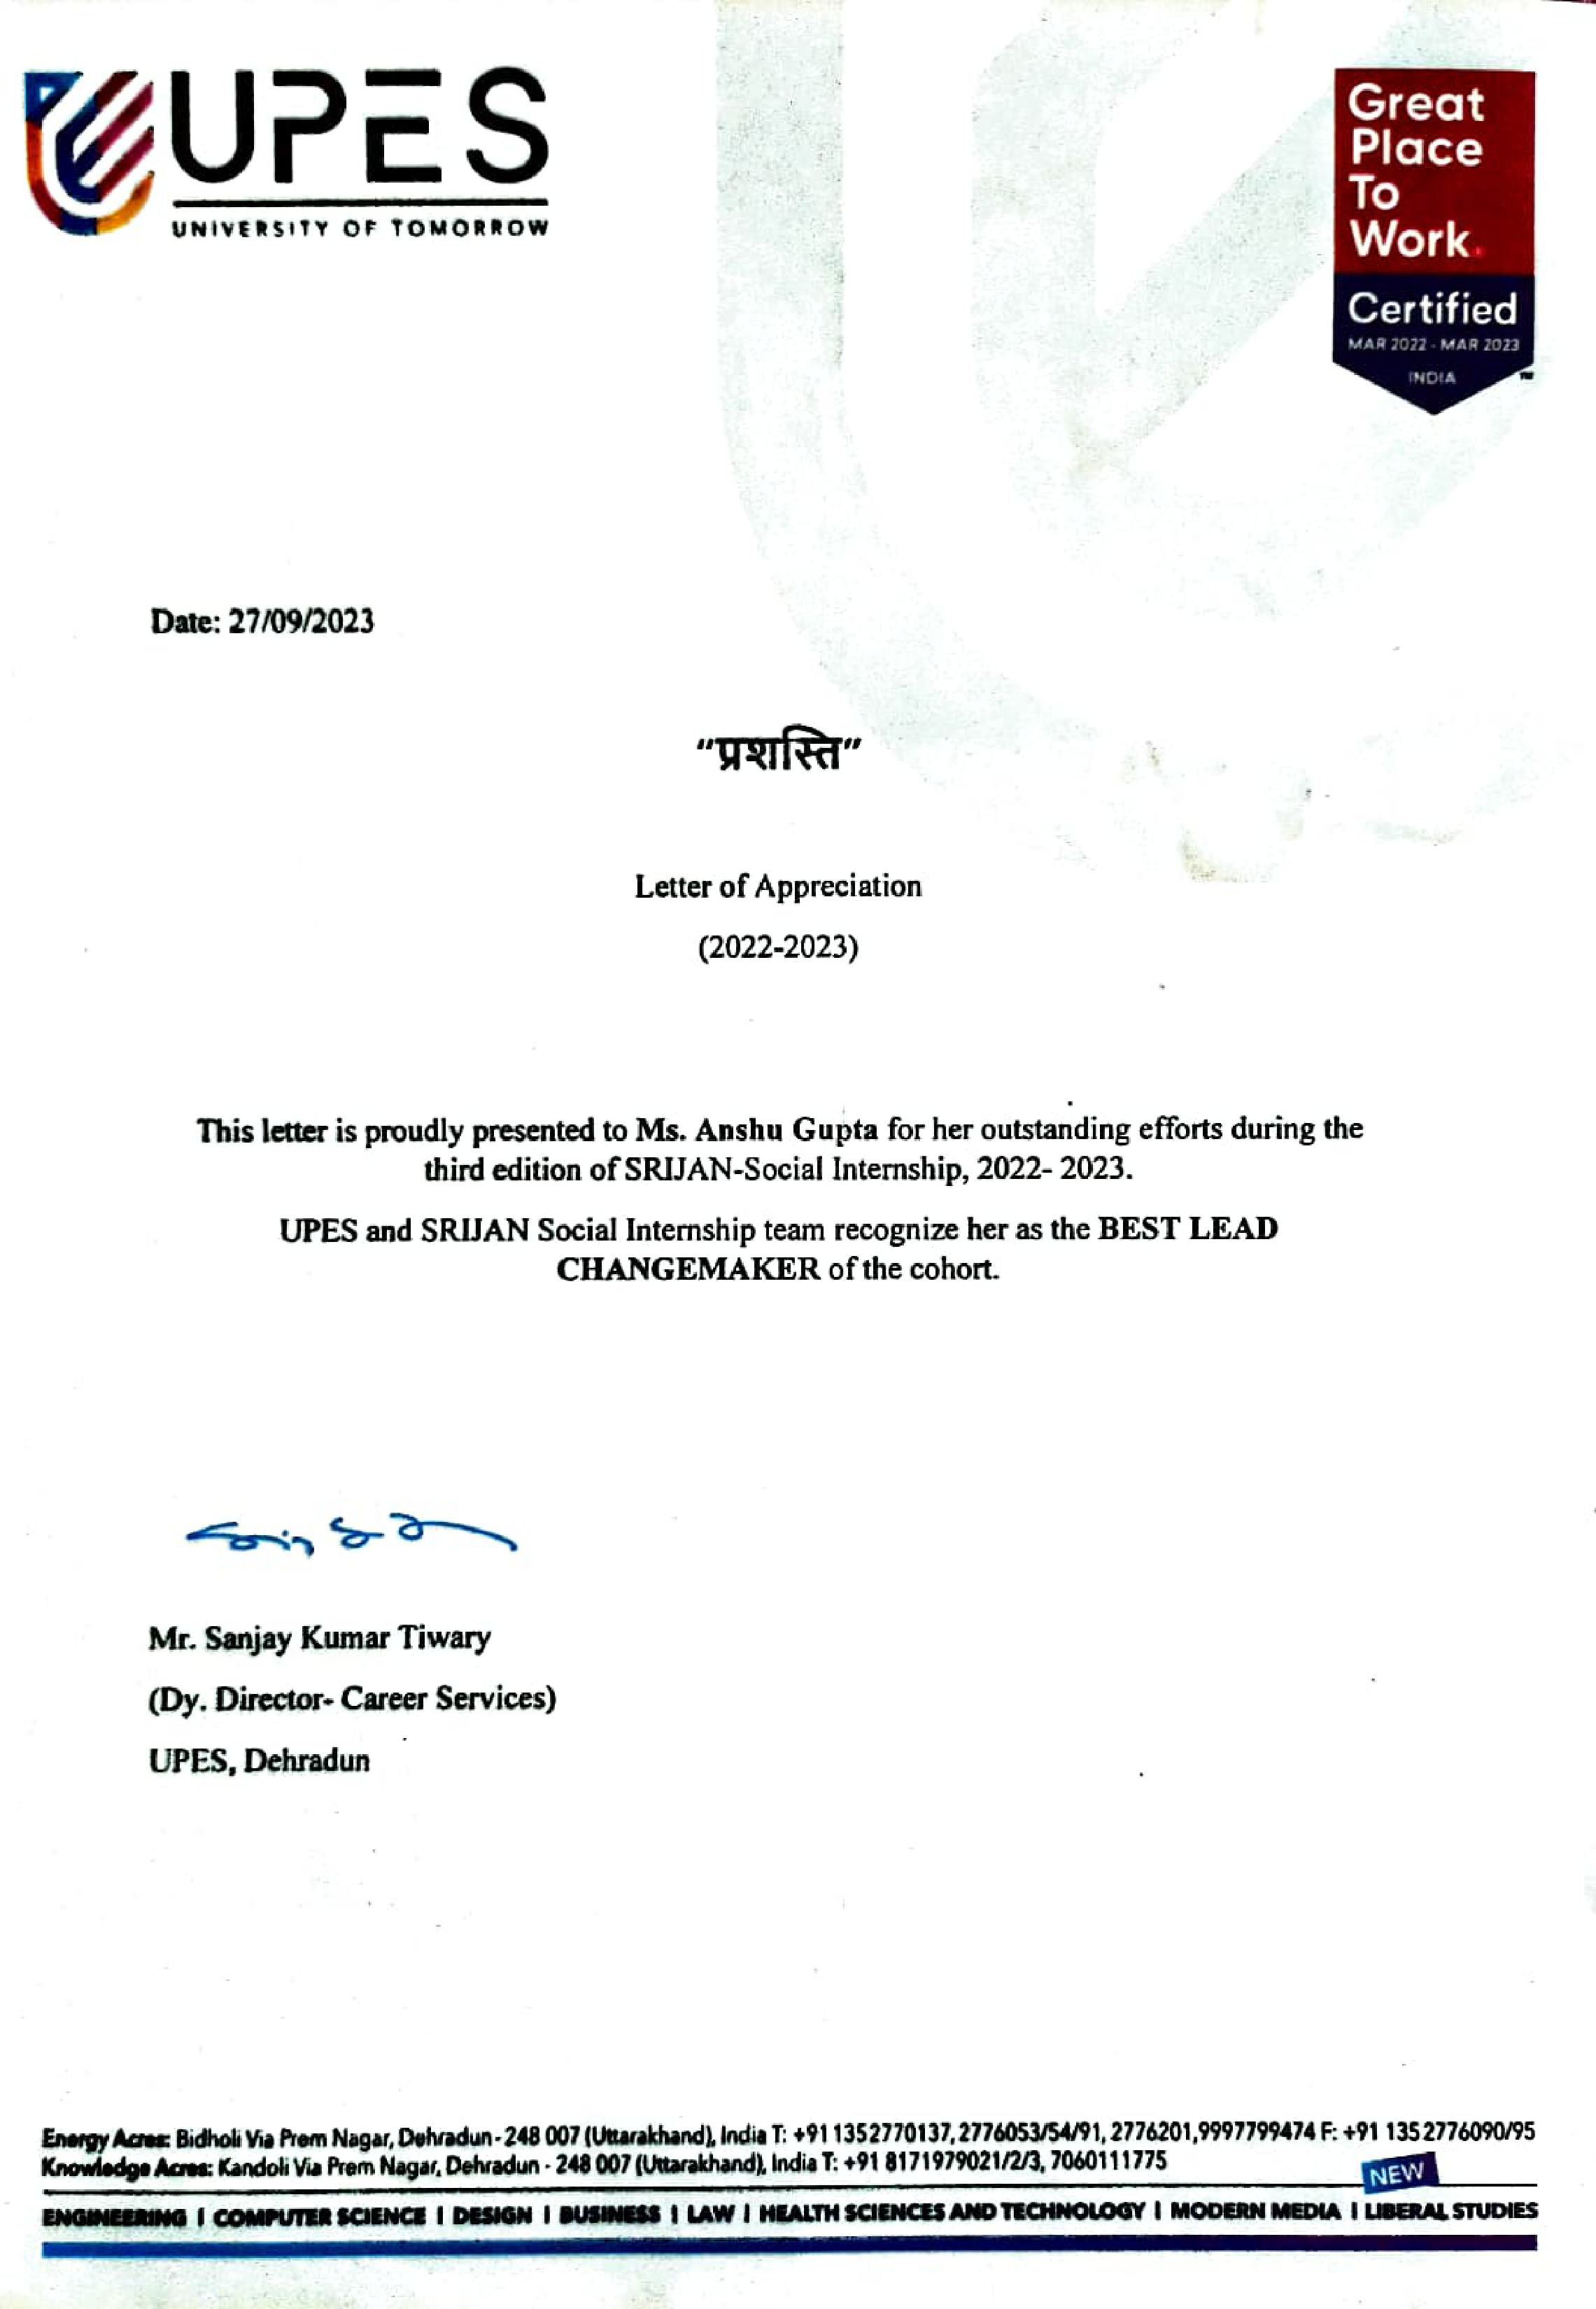 UPES
UNIVERSITY OF TOMORROW
Great
Place
To
Work.
Certified
MAR 2022 - MAR 2023
INDIA
TM
Date: 27/09/2023
“प्रशस्ति”
Letter of Appreciation
(2022-2023)
This letter is proudly presented to Ms. Anshu Gupta for her outstanding efforts during the
third edition of SRIJAN-Social Internship, 2022- 2023.
UPES and SRIJAN Social Internship team recognize her as the BEST LEAD
CHANGEMAKER of the cohort.
Mr. Sanjay Kumar Tiwary
(Dy. Director- Career Services)
UPES, Dehradun
Energy Acres: Bidholi Via Prem Nagar, Dehradun - 248 007 (Uttarakhand), India T: +91 1352770137, 2776053/54/91, 2776201,9997799474 F: +91 135 2776090/95
Knowledge Acres: Kandoli Via Prem Nagar, Dehradun - 248 007 (Uttarakhand), India T: +91 8171979021/2/3, 7060111775
NEW
ENGINEERING I COMPUTER SCIENCE I DESIGN I BUSINESS I LAW I HEALTH SCIENCES AND TECHNOLOGY I MODERN MEDIA I LIBERAL STUDIES